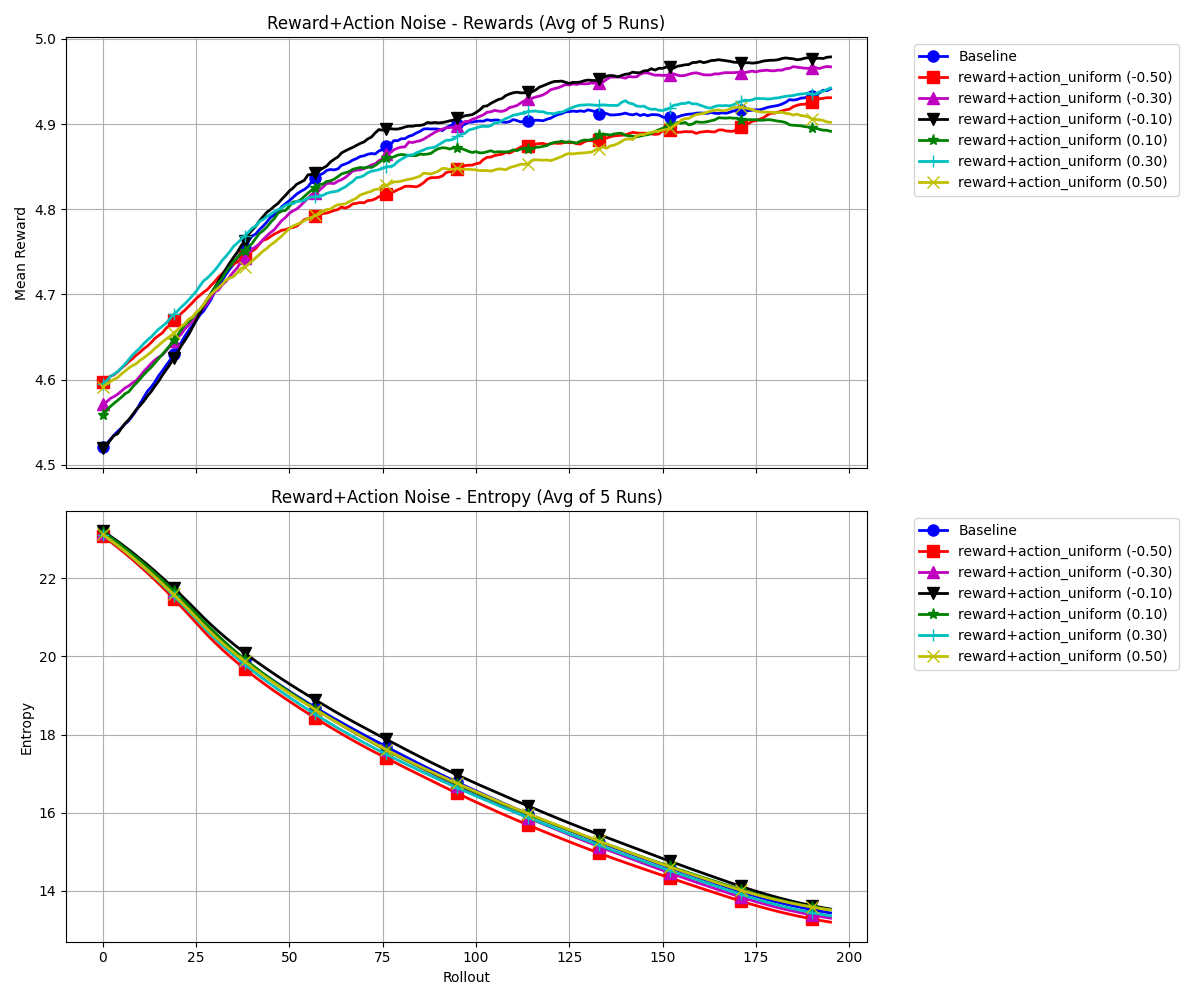 Reward+Action Noise - Rewards (Avg of 5 Runs)
Mean Reward
5.0
4.9
4.8
4.7
4.6
4.5
Baseline
reward+action_uniform (-0.50)
reward+action_uniform (-0.30)
reward+action_uniform (-0.10)
reward+action_uniform (0.10)
reward+action_uniform (0.30)
reward+action_uniform (0.50)
Reward+Action Noise - Entropy (Avg of 5 Runs)
Entropy
22
20
18
16
14
0 25 50 75 100 125 150 175 200
Rollout
Baseline
reward+action_uniform (-0.50)
reward+action_uniform (-0.30)
reward+action_uniform (-0.10)
reward+action_uniform (0.10)
reward+action_uniform (0.30)
reward+action_uniform (0.50)